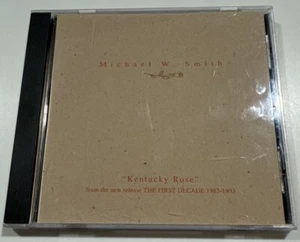 Michael W. Smith
"Kentucky Rose"
from the new release THE FIRST DECADE 1983-1993